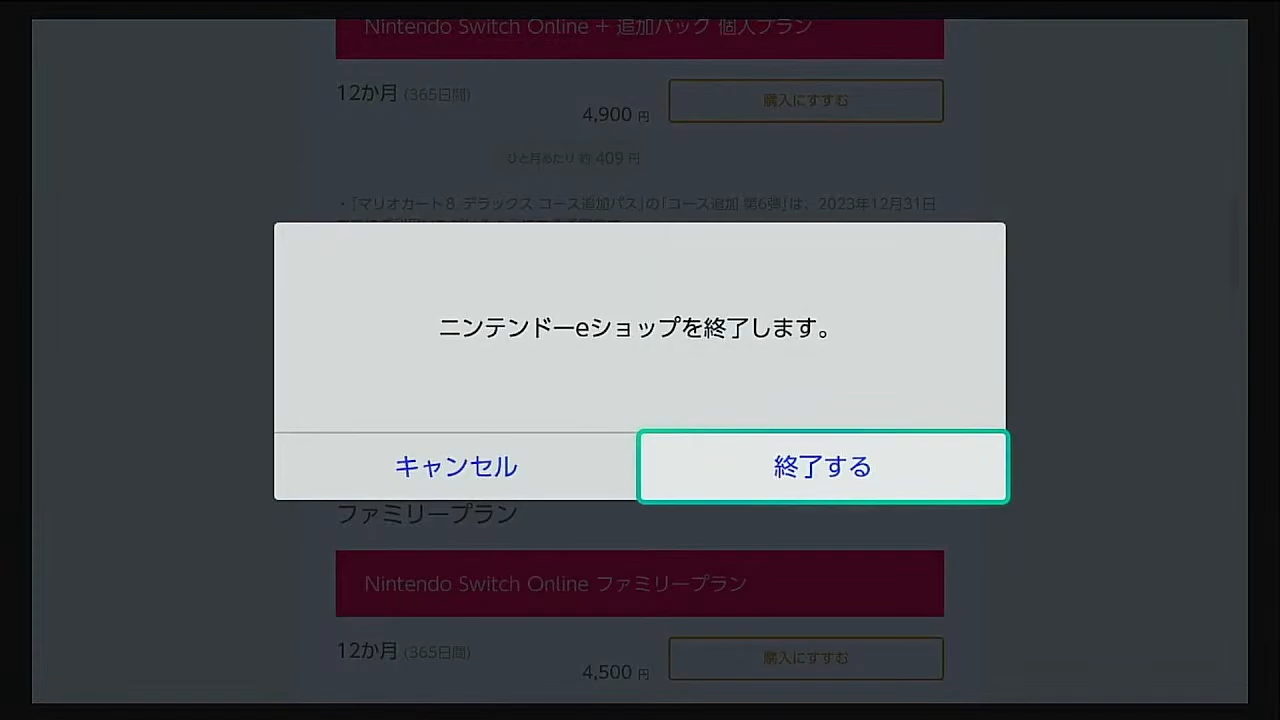 Nintendo Switch Online + 追加パック 個人プラン
12か月 (365日間)
4,900 円
購入にすすむ
ひと月あたり 約 409 円
・「マリオカート８ デラックス コース追加パス」の「コース追加 第6弾」は、2023年12月31日
ニンテンドーeショップを終了します。
キャンセル
終了する
ファミリープラン
Nintendo Switch Online ファミリープラン
12か月 (365日間)
4,500 円
購入にすすむ